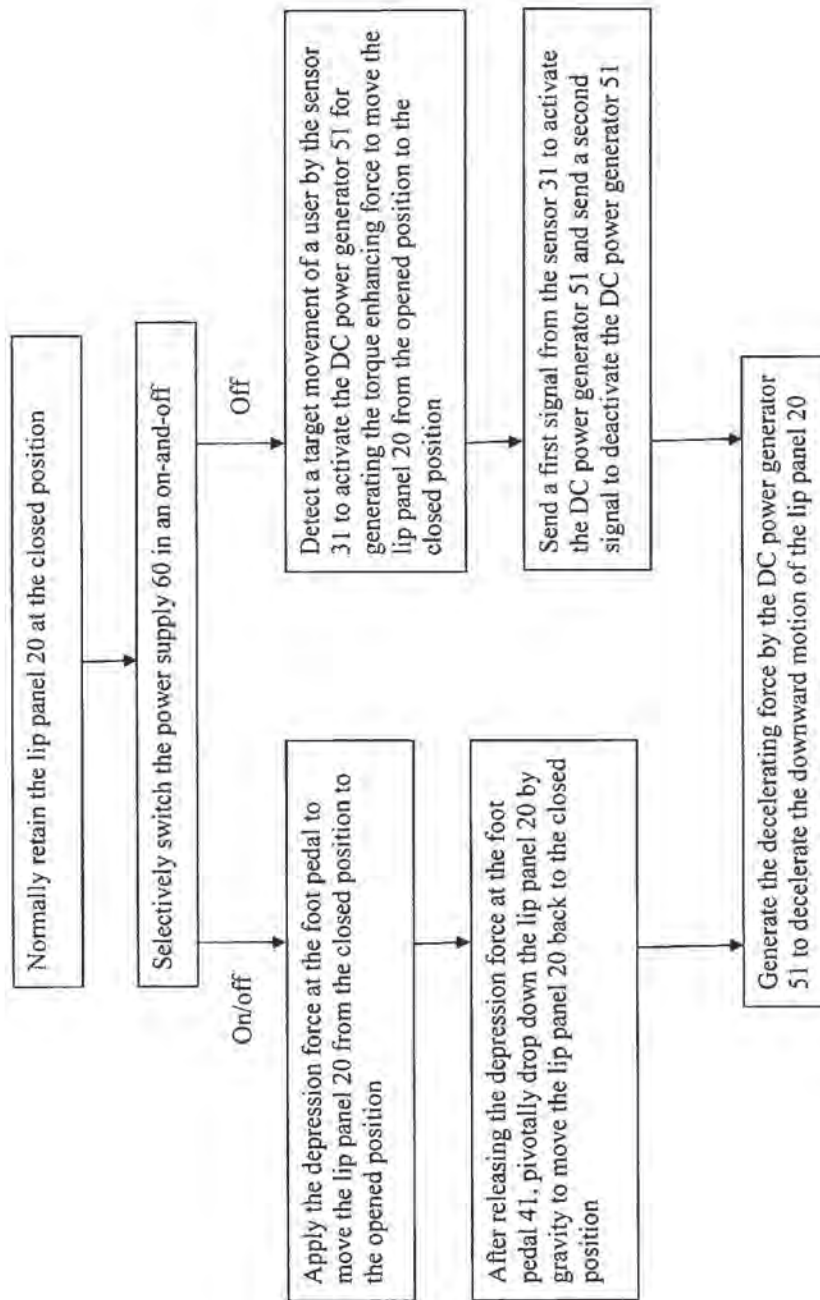 Normally retain the lip panel 20 at the closed position
Selectively switch the power supply 60 in an on-and-off
On/off
Off
Apply the depression force at the foot pedal to
move the lip panel 20 from the closed position to
the opened position
After releasing the depression force at the foot
pedal 41, pivotally drop down the lip panel 20 by
gravity to move the lip panel 20 back to the closed
position
Detect a target movement of a user by the sensor
31 to activate the DC power generator 51 for
generating the torque enhancing force to move the
lip panel 20 from the opened position to the
closed position
Send a first signal from the sensor 31 to activate
the DC power generator 51 and send a second
signal to deactivate the DC power generator 51
Generate the decelerating force by the DC power generator
51 to decelerate the downward motion of the lip panel 20